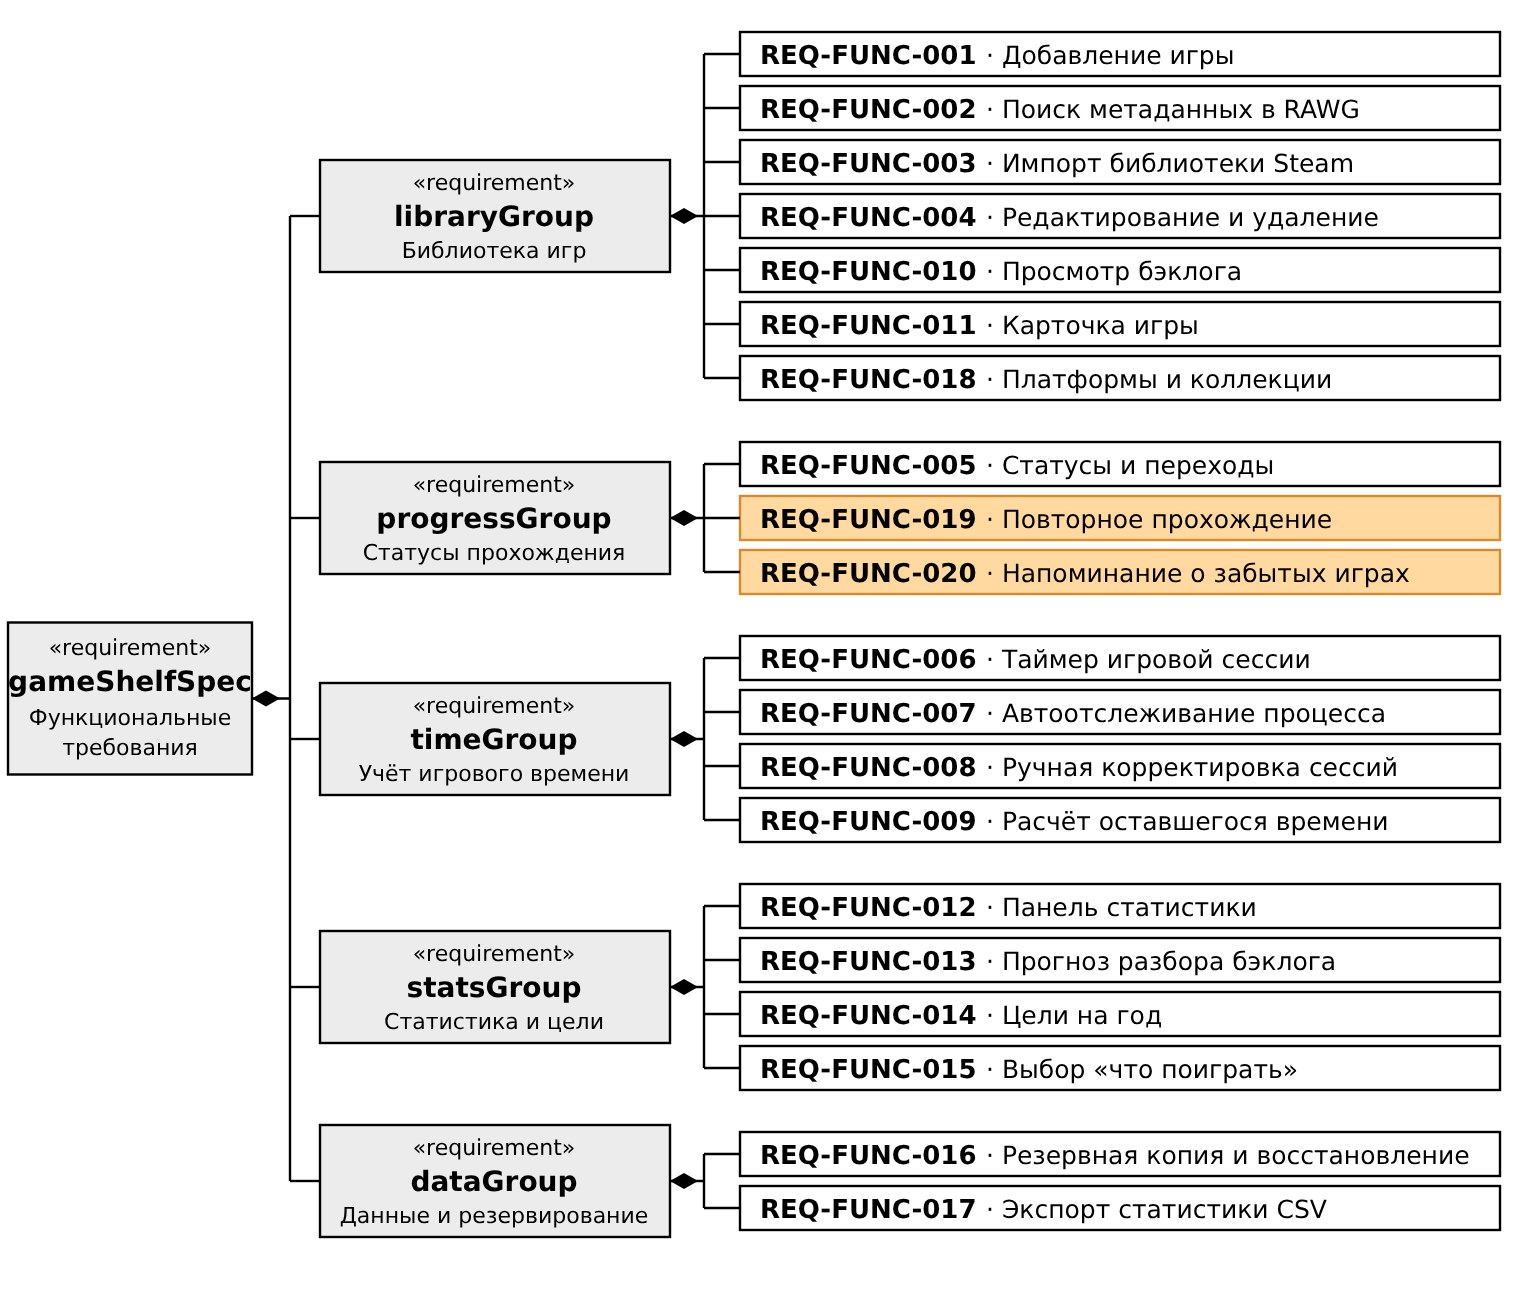 «requirement»
gameShelfSpec
Функциональные
требования
«requirement»
libraryGroup
Библиотека игр
REQ-FUNC-001 · Добавление игры
REQ-FUNC-002 · Поиск метаданных в RAWG
REQ-FUNC-003 · Импорт библиотеки Steam
REQ-FUNC-004 · Редактирование и удаление
REQ-FUNC-010 · Просмотр бэклога
REQ-FUNC-011 · Карточка игры
REQ-FUNC-018 · Платформы и коллекции
«requirement»
progressGroup
Статусы прохождения
REQ-FUNC-005 · Статусы и переходы
REQ-FUNC-019 · Повторное прохождение
REQ-FUNC-020 · Напоминание о забытых играх
«requirement»
timeGroup
Учёт игрового времени
REQ-FUNC-006 · Таймер игровой сессии
REQ-FUNC-007 · Автоотслеживание процесса
REQ-FUNC-008 · Ручная корректировка сессий
REQ-FUNC-009 · Расчёт оставшегося времени
«requirement»
statsGroup
Статистика и цели
REQ-FUNC-012 · Панель статистики
REQ-FUNC-013 · Прогноз разбора бэклога
REQ-FUNC-014 · Цели на год
REQ-FUNC-015 · Выбор «что поиграть»
«requirement»
dataGroup
Данные и резервирование
REQ-FUNC-016 · Резервная копия и восстановление
REQ-FUNC-017 · Экспорт статистики CSV